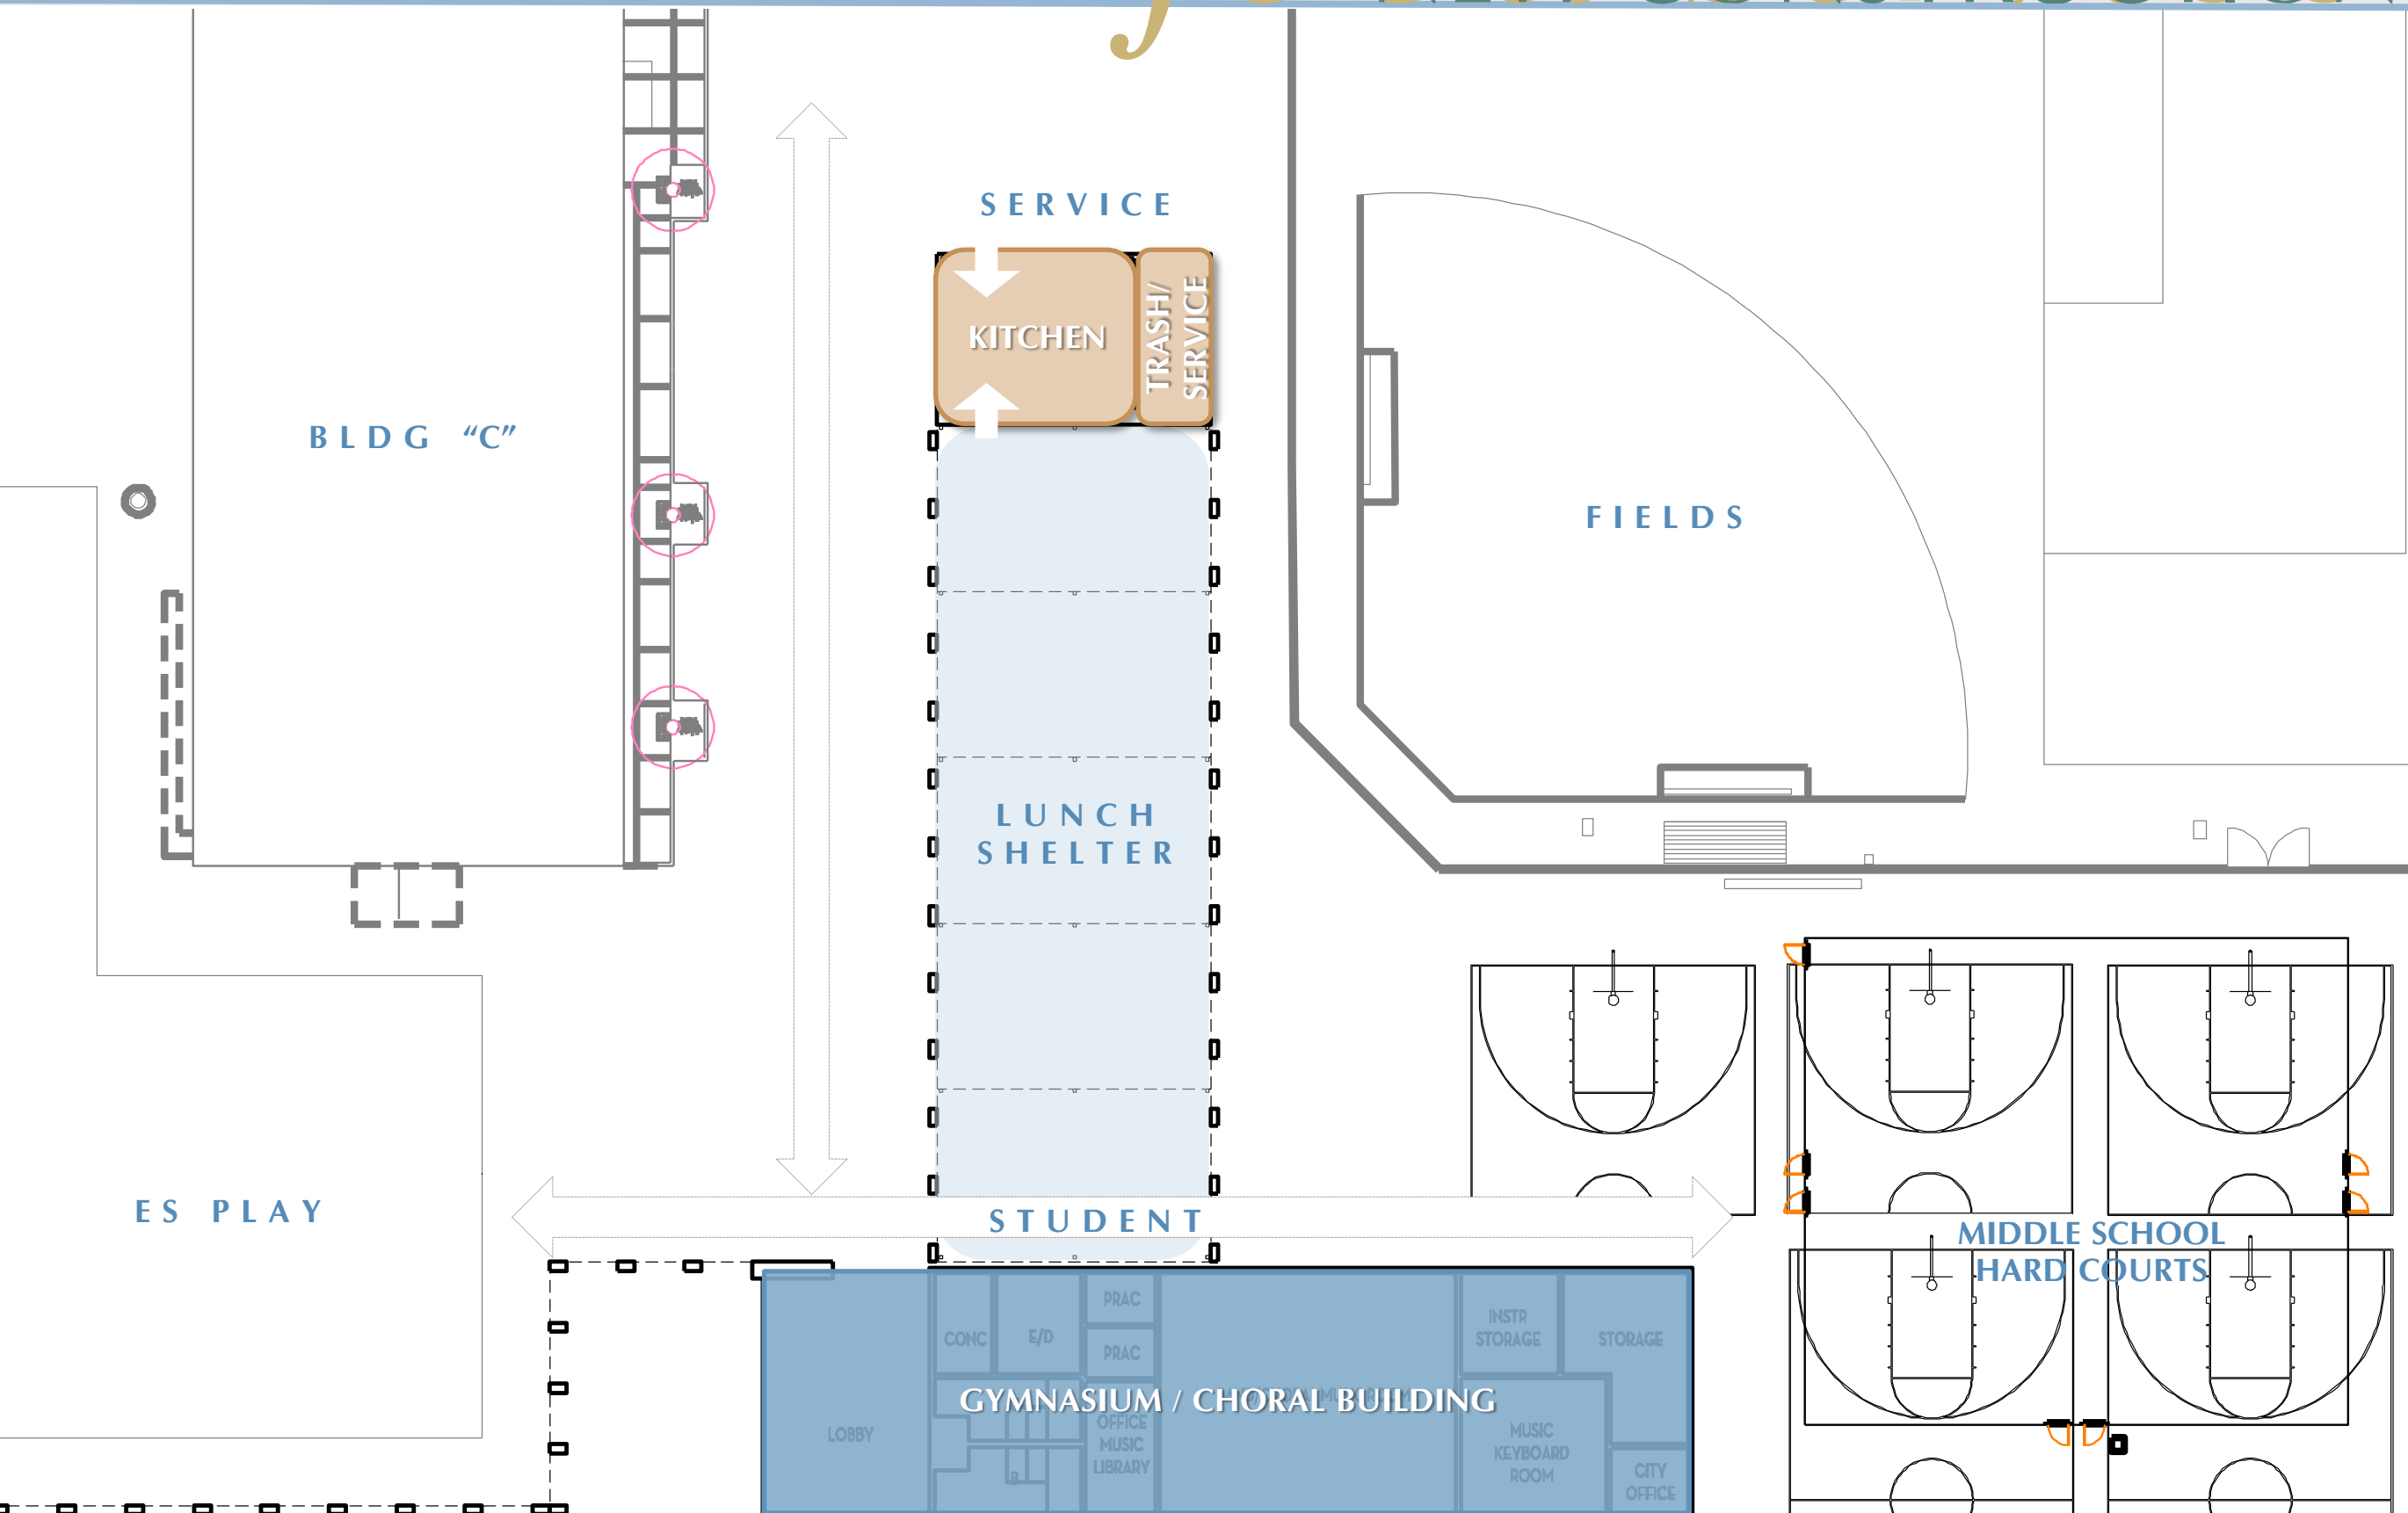 SERVICE
KITCHEN
TRASH/
SERVICE
BLDG “C”
FIELDS
LUNCH
SHELTER
ES PLAY
STUDENT
MIDDLE SCHOOL
HARD COURTS
PRAC
CONC
E/D
PRAC
INSTR
STORAGE
STORAGE
GYMNASIUM / CHORAL BUILDING
LOBBY
OFFICE
MUSIC
LIBRARY
MUSIC
KEYBOARD
ROOM
CITY
OFFICE